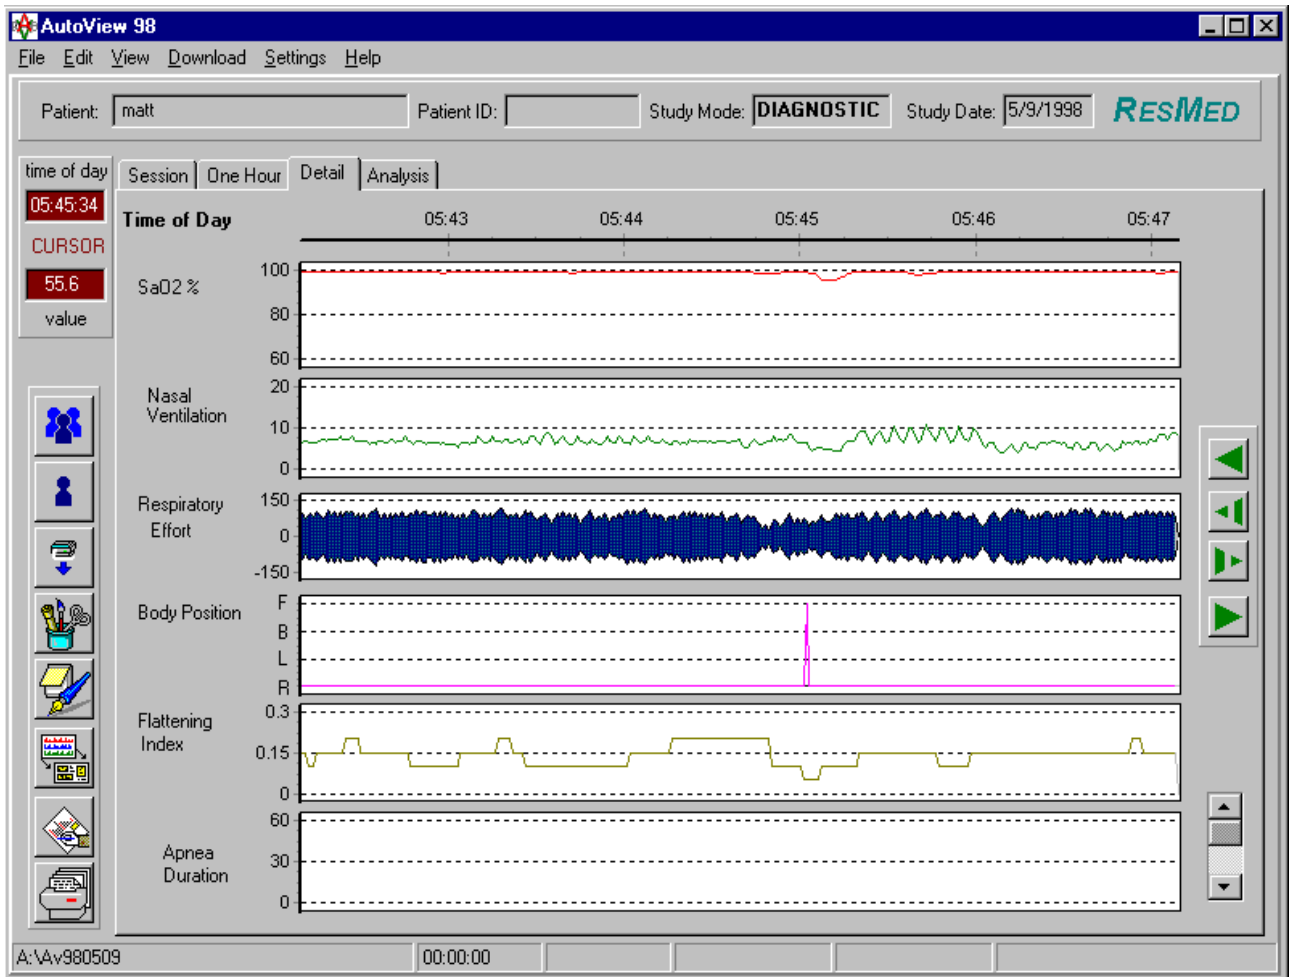 AutoView 98
File Edit View Download Settings Help
Patient: matt Patient ID: Study Mode: DIAGNOSTIC Study Date: 5/9/1998 RESMED
time of day
05:45:34
CURSOR
55.6
value
Session One Hour Detail Analysis
Time of Day 05:43 05:44 05:45 05:46 05:47
SaO2 %
100
80
60
Nasal
Ventilation
20
10
0
Respiratory
Effort
150
0
-150
Body Position
F
B
L
R
Flattening
Index
0.3
0.15
0
Apnea
Duration
60
30
0
A:\Av980509 00:00:00